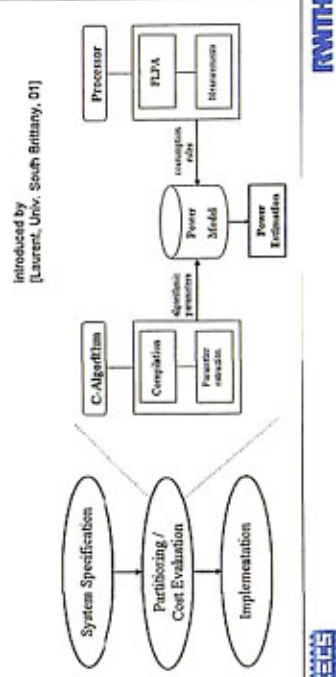 Introduced by
[Laurent, Univ. South Brittany, 01]
System Specification
Partitioning /
Cost Evaluation
Implementation
C-Algorithm
Compilation
Parameter
extraction
algorithmic
parameters
Power
Model
Power
Estimation
consumption
rules
Processor
FLPA
Measurements
RWTH